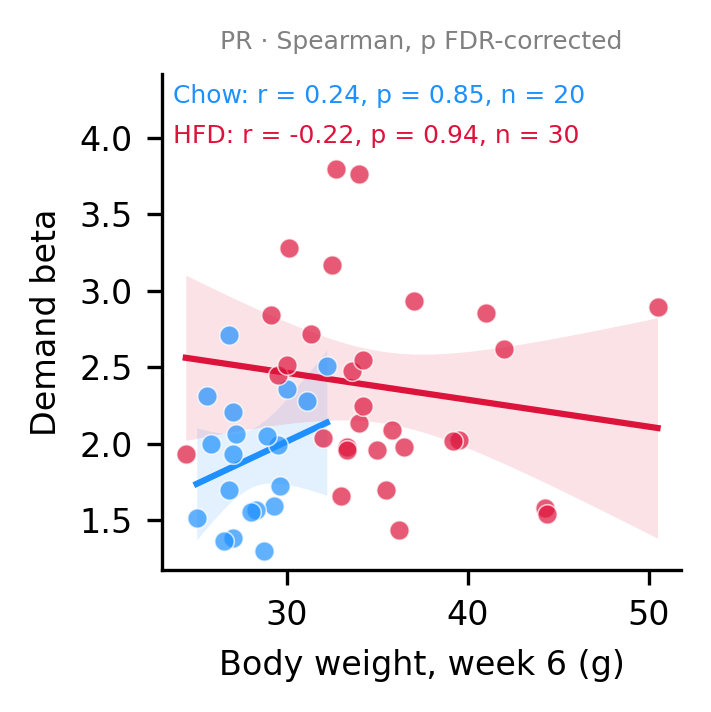 PR · Spearman, p FDR-corrected
Chow: r = 0.24, p = 0.85, n = 20
HFD: r = -0.22, p = 0.94, n = 30
4.0
3.5
3.0
2.5
2.0
1.5
Demand beta
30 40 50
Body weight, week 6 (g)